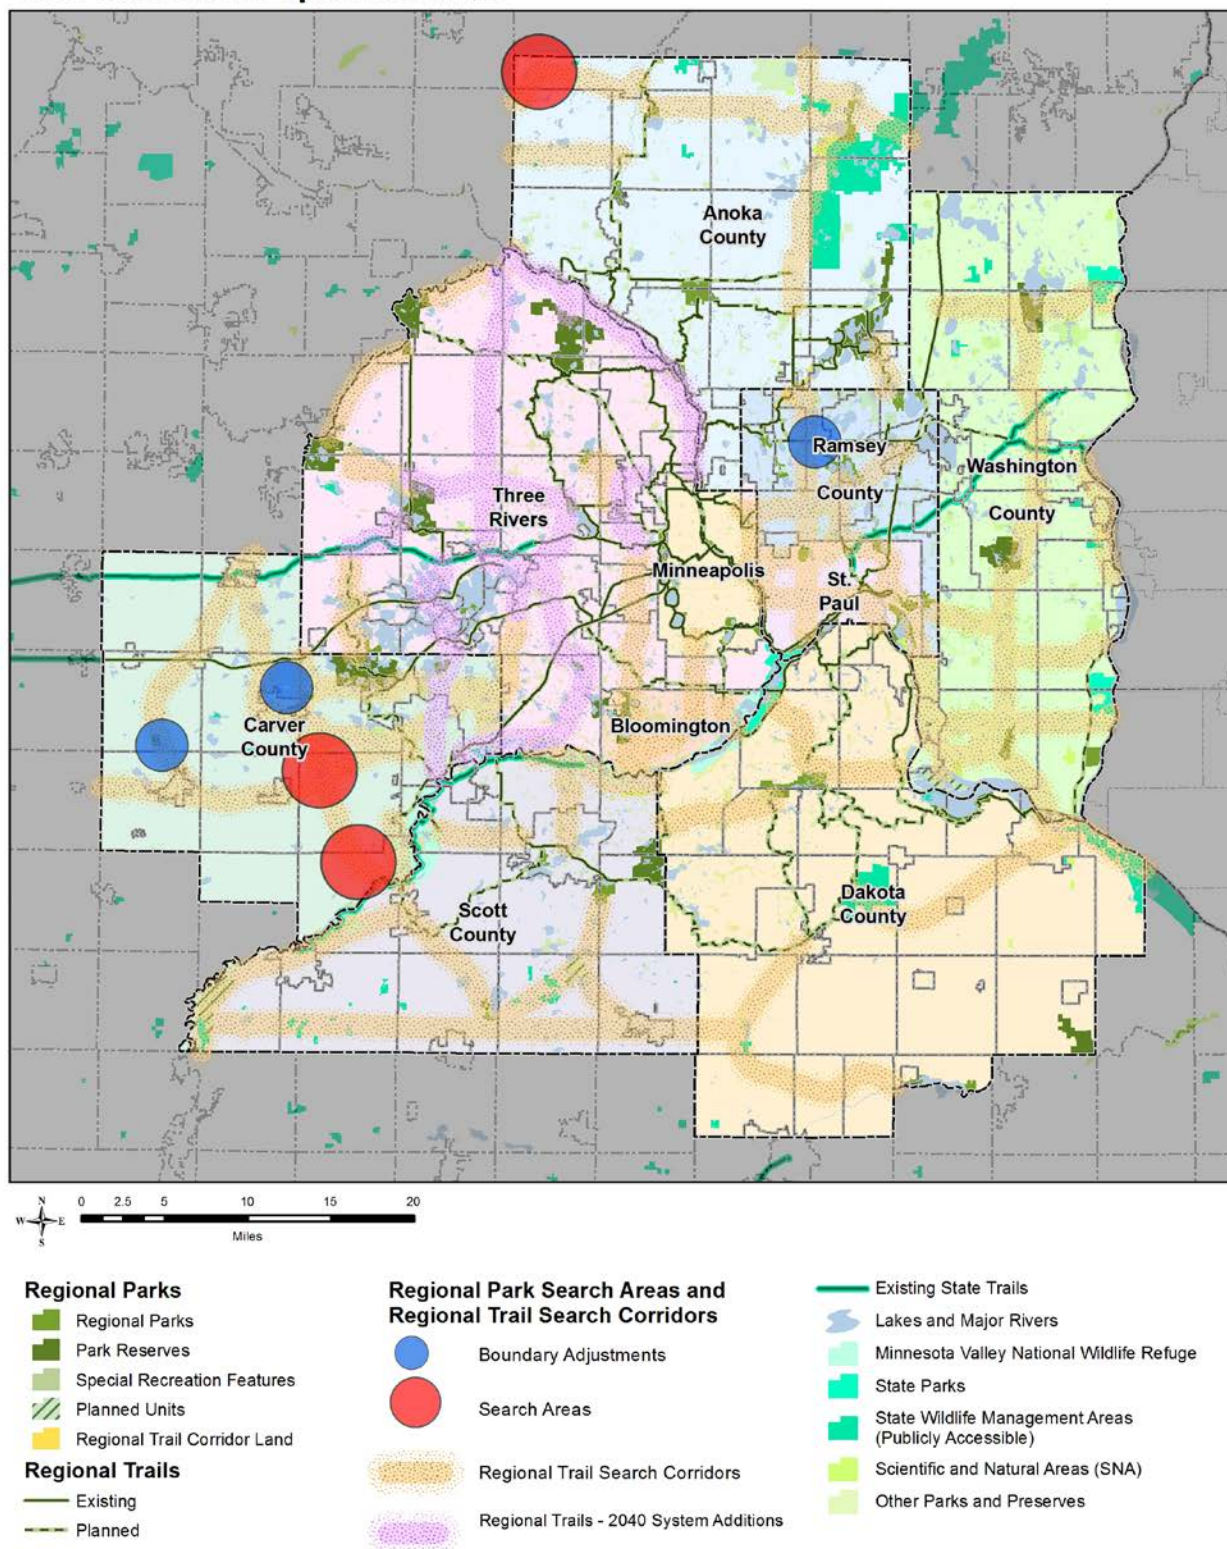 Anoka
County
Ramsey
County
Washington
County
Three
Rivers
Minneapolis
St.
Paul
Carver
County
Bloomington
Scott
County
Dakota
County
N
W E
S
0 2.5 5 10 15 20
Miles
Regional Parks
Regional Parks
Park Reserves
Special Recreation Features
Planned Units
Regional Trail Corridor Land
Regional Trails
Existing
Planned
Regional Park Search Areas and
Regional Trail Search Corridors
Boundary Adjustments
Search Areas
Regional Trail Search Corridors
Regional Trails - 2040 System Additions
Existing State Trails
Lakes and Major Rivers
Minnesota Valley National Wildlife Refuge
State Parks
State Wildlife Management Areas
(Publicly Accessible)
Scientific and Natural Areas (SNA)
Other Parks and Preserves